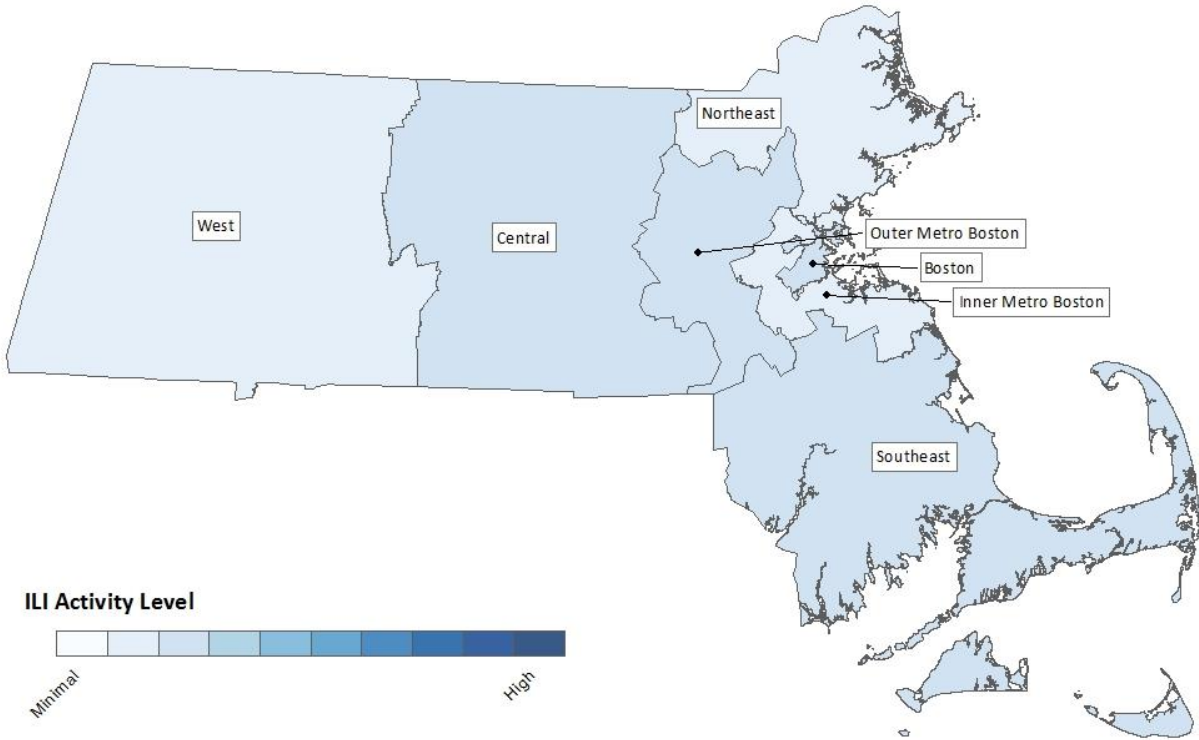 Northeast
West
Central
Outer Metro Boston
Boston
Inner Metro Boston
Southeast
ILI Activity Level
Minimal
High